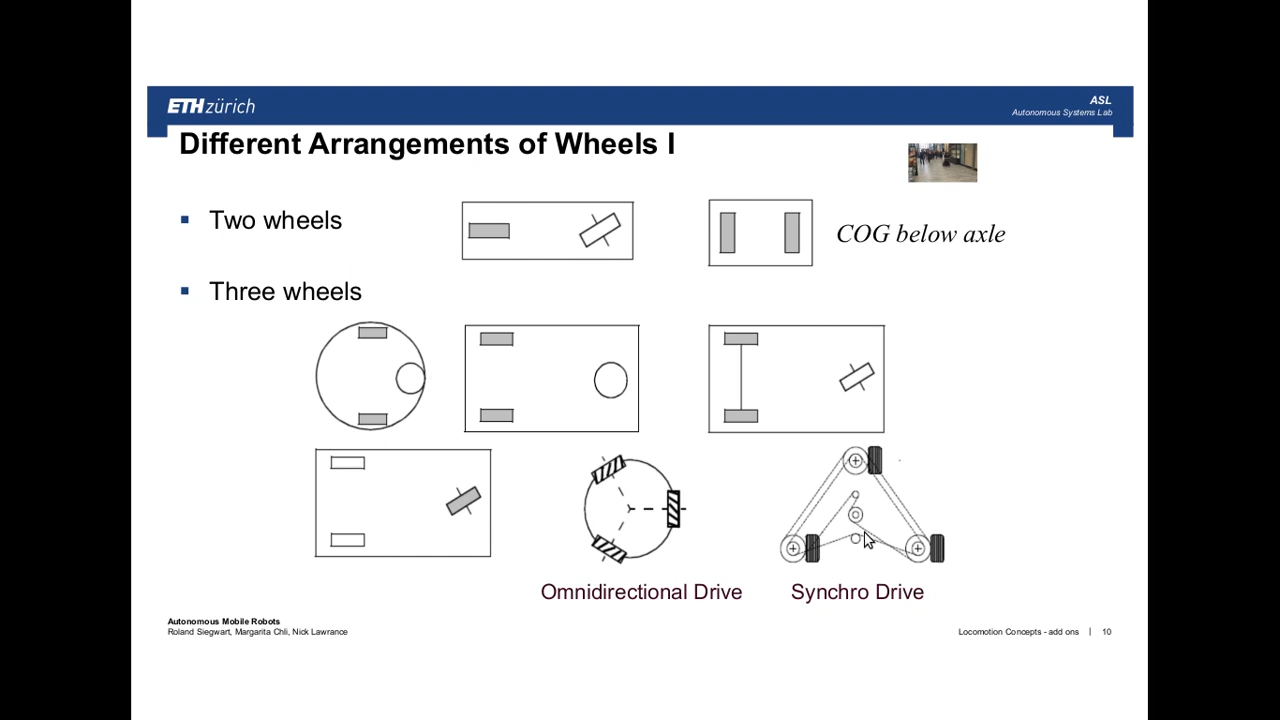 ETH zürich
ASL
Autonomous Systems Lab
Different Arrangements of Wheels I
Two wheels
COG below axle
Three wheels
Omnidirectional Drive
Synchro Drive
Autonomous Mobile Robots
Roland Siegwart, Margarita Chli, Nick Lawrance
Locomotion Concepts - add ons | 10